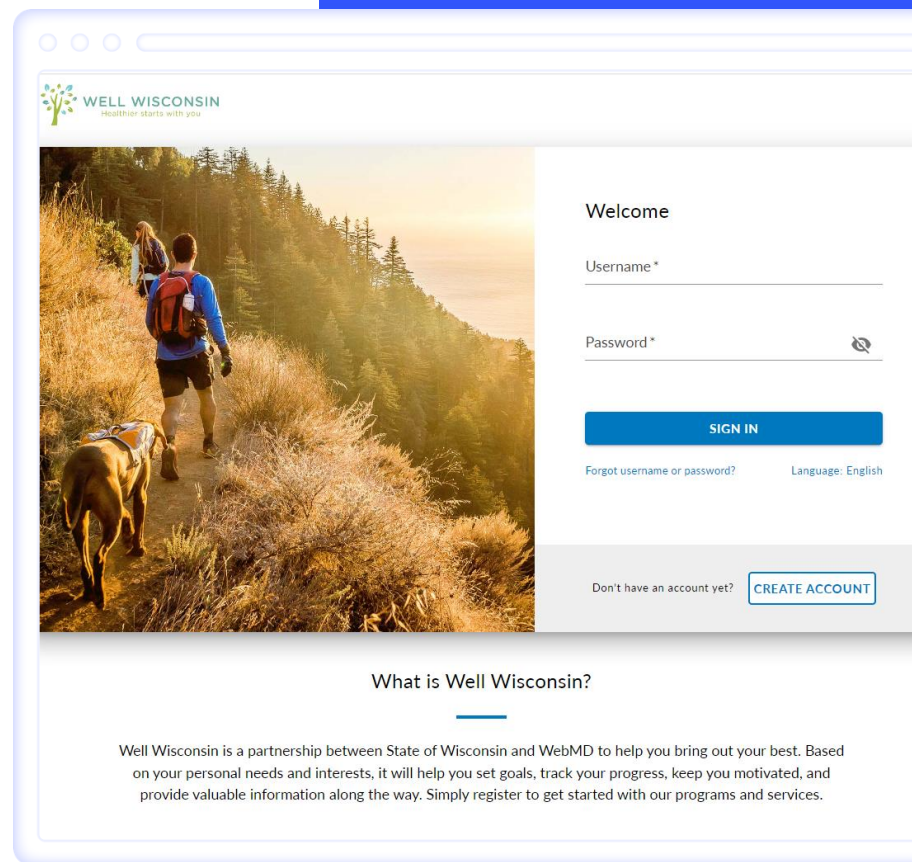 WELL WISCONSIN
Healthier starts with you
Welcome
Username *
Password *
SIGN IN
Forgot username or password?
Language: English
Don't have an account yet?
CREATE ACCOUNT
What is Well Wisconsin?
Well Wisconsin is a partnership between State of Wisconsin and WebMD to help you bring out your best. Based
on your personal needs and interests, it will help you set goals, track your progress, keep you motivated, and
provide valuable information along the way. Simply register to get started with our programs and services.